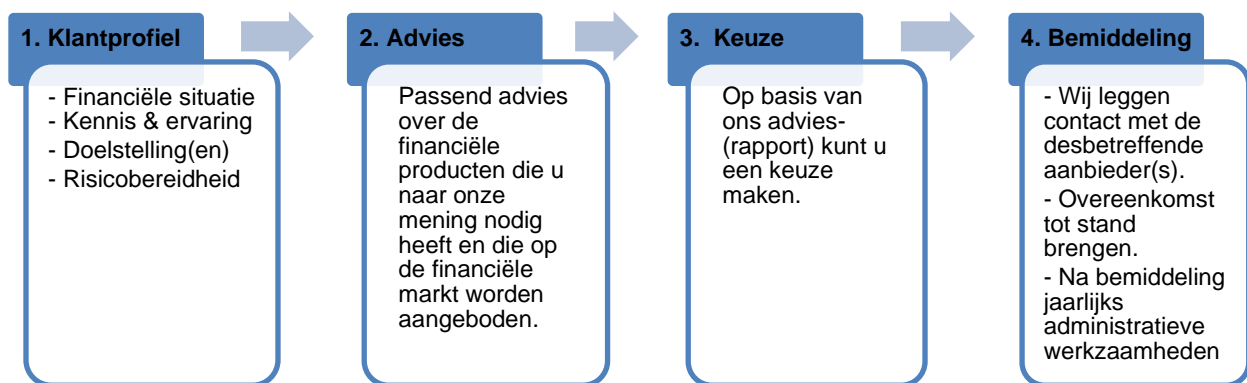 1. Klantprofiel
- Financiële situatie
- Kennis & ervaring
- Doelstelling(en)
- Risicobereidheid
2. Advies
Passend advies
over de
financiële
producten die u
naar onze
mening nodig
heeft en die op
de financiële
markt worden
aangeboden.
3. Keuze
Op basis van
ons advies-
(rapport) kunt u
een keuze
maken.
4. Bemiddeling
- Wij leggen
contact met de
desbetreffende
aanbieder(s).
- Overeenkomst
tot stand
brengen.
- Na bemiddeling
jaarlijks
administratieve
werkzaamheden